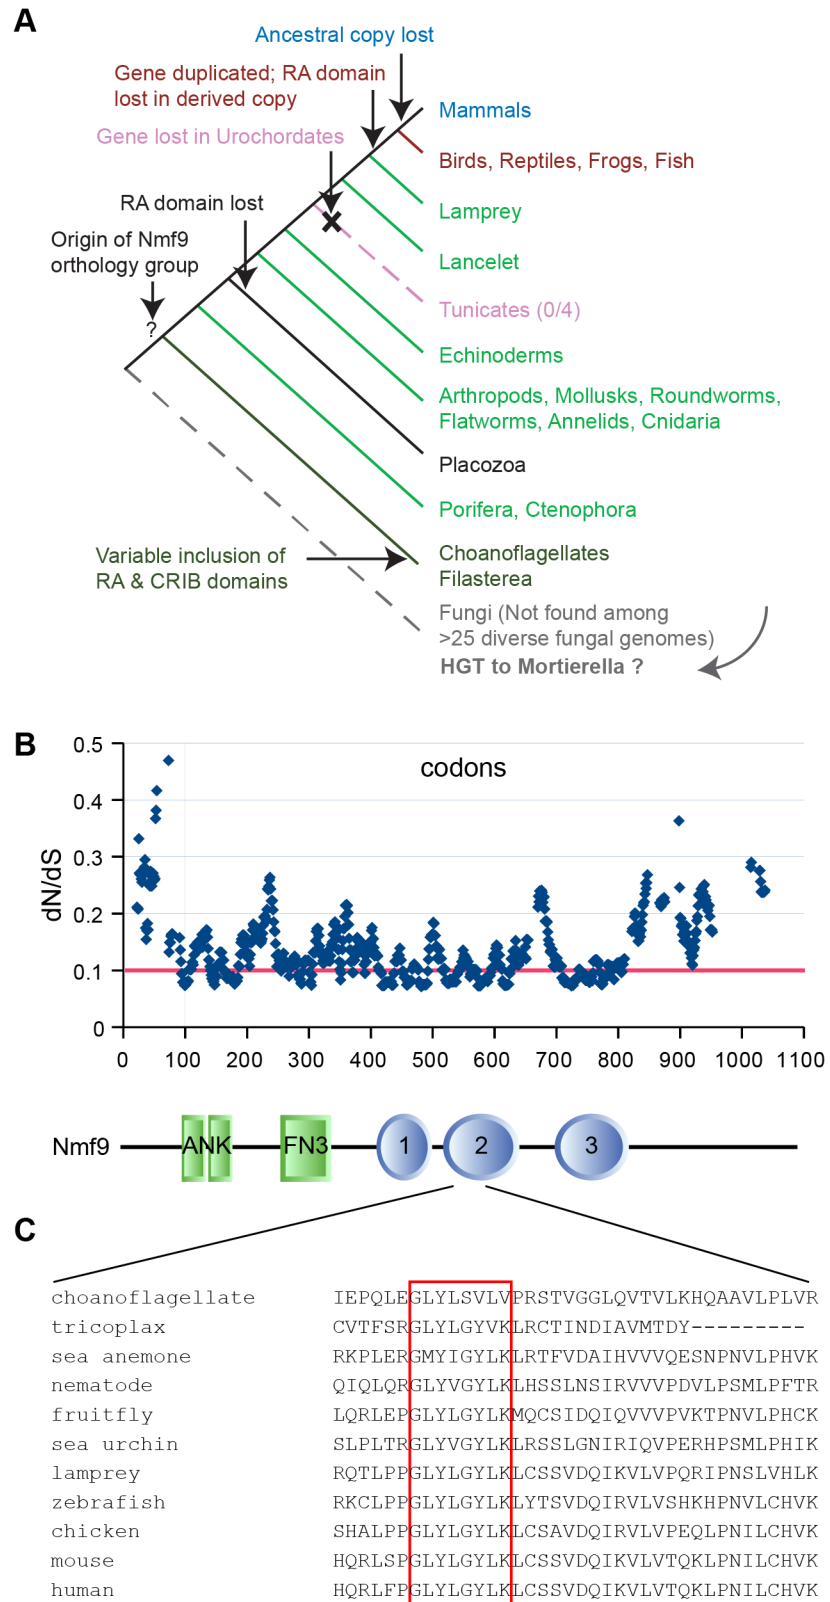 A
Ancestral copy lost
Gene duplicated; RA domain
lost in derived copy
Mammals
Gene lost in Urochordates
Birds, Reptiles, Frogs, Fish
RA domain lost
Lamprey
Origin of Nmf9
orthology group
Lancelet
?
Tunicates (0/4)
Echinoderms
Arthropods, Mollusks, Roundworms,
Flatworms, Annelids, Cnidaria
Placozoa
Porifera, Ctenophora
Variable inclusion of
RA & CRIB domains
Choanoflagellates
Filasterea
Fungi (Not found among
>25 diverse fungal genomes)
HGT to Mortierella ?
B
codons
dN/dS
0.5
0.4
0.3
0.2
0.1
0
0 100 200 300 400 500 600 700 800 900 1000 1100
Nmf9 ANK FN3 1 2 3
C
choanoflagellate IEPQLEGLYLSVLVPRSTVGGLQVTVLKHQAAVLPLVR
tricoplax CVTFSRGLYLGYVKLRCTINDIAVMTDY---------
sea anemone RKPLERGMYIGYLKLRTFVDAIHVVVQESNPNVLPHVK
nematode QIQLQRGLYVGYLKLHSSLNSIRVVVPDVLPSMLPFTR
fruitfly LQRLEPGLYLGYLKMQCSIDQIQVVVPVKTPNVLPHCK
sea urchin SLPLTRGLYVGYLKLRSSLGNIRIQVPERHPSMLPHIK
lamprey RQTLPPGLYLGYLKLCSSVDQIKVLVPQRIPNSLVHLK
zebrafish RKCLPPGLYLGYLKLYTSVDQIRVLVSHKHPNVLCHVK
chicken SHALPPGLYLGYLKLCSAVDQIRVLVPEQLPNILCHVK
mouse HQRLSPGLYLGYLKLCSSVDQIKVLVTQKLPNILCHVK
human HQRLFPGLYLGYLKLCSSVDQIKVLVTQKLPNILCHVK